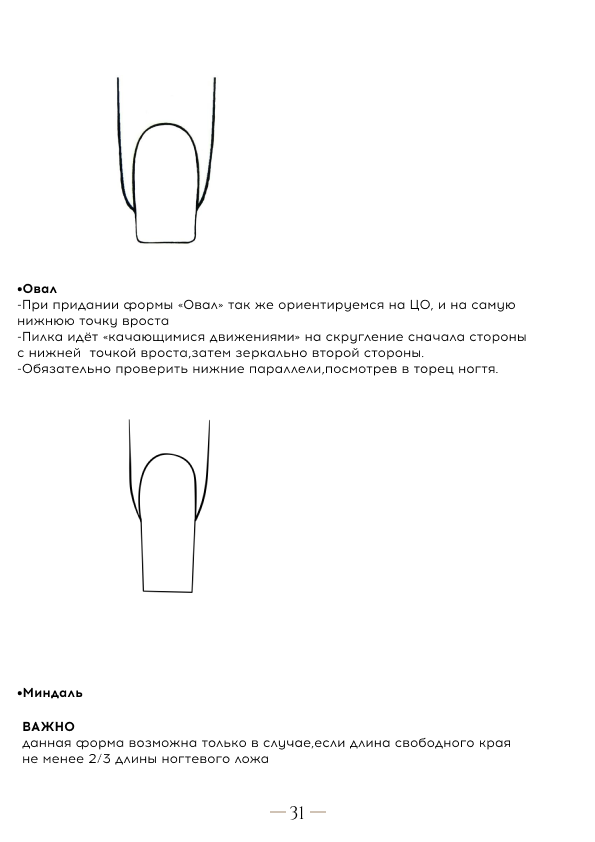 •Овал
-При придании формы «Овал» так же ориентируемся на ЦО, и на самую
нижнюю точку вроста
-Пилка идёт «качающимися движениями» на скругление сначала стороны
с нижней  точкой вроста,затем зеркально второй стороны.
-Обязательно проверить нижние параллели,посмотрев в торец ногтя.
•Миндаль
ВАЖНО
данная форма возможна только в случае,если длина свободного края
не менее 2/3 длины ногтевого ложа
— 31 —